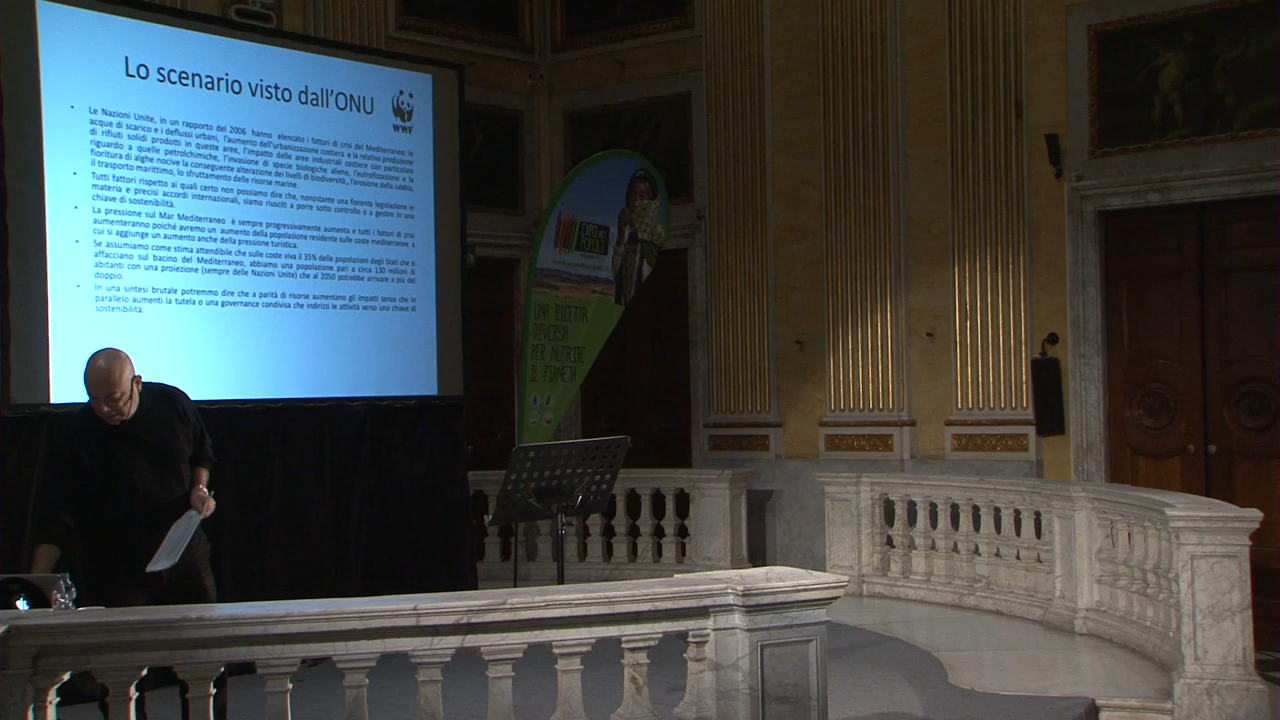 Lo scenario visto dall'ONU
WWF
• Le Nazioni Unite, in un rapporto del 2006 hanno elencato i fattori di crisi del Mediterraneo: le
acque di scarico e i deflussi urbani, l'aumento dell'urbanizzazione costiera e la relativa produzione
di rifiuti solidi prodotti in queste aree, l'impatto delle aree industriali costiere con particolare
riguardo a quelle petrolchimiche, l'invasione di specie biologiche aliene, l'eutrofizzazione e la
fioritura di alghe nocive la conseguente alterazione dei livelli di biodiversità,, l'erosione della sabbia,
il trasporto marittimo, lo sfruttamento delle risorse marine.
• Tutti fattori rispetto ai quali certo non possiamo dire che, nonostante una fiorente legislazione in
materia e precisi accordi internazionali, siamo riusciti a porre sotto controllo o a gestire in una
chiave di sostenibilità.
• La pressione sul Mar Mediterraneo è sempre progressivamente aumenta e tutti i fattori di crisi
aumenteranno poiché avremo un aumento della popolazione residente sulle coste mediterranee a
cui si aggiunge un aumento anche della pressione turistica.
• Se assumiamo come stima attendibile che sulle coste viva il 35% delle popolazioni degli Stati che si
affacciano sul bacino del Mediterraneo, abbiamo una popolazione pari a circa 130 milioni di
abitanti con una proiezione (sempre delle Nazioni Unite) che al 2050 potrebbe arrivare a più del
doppio.
• In una sintesi brutale potremmo dire che a parità di risorse aumentano gli impatti senza che in
parallelo aumenti la tutela o una governance condivisa che indirizzi le attività verso una chiave di
sostenibilità.
EXPO DEI
POPOLI
UNA RICETTA
DIVERSA
PER NUTRIRE
IL PIANETA